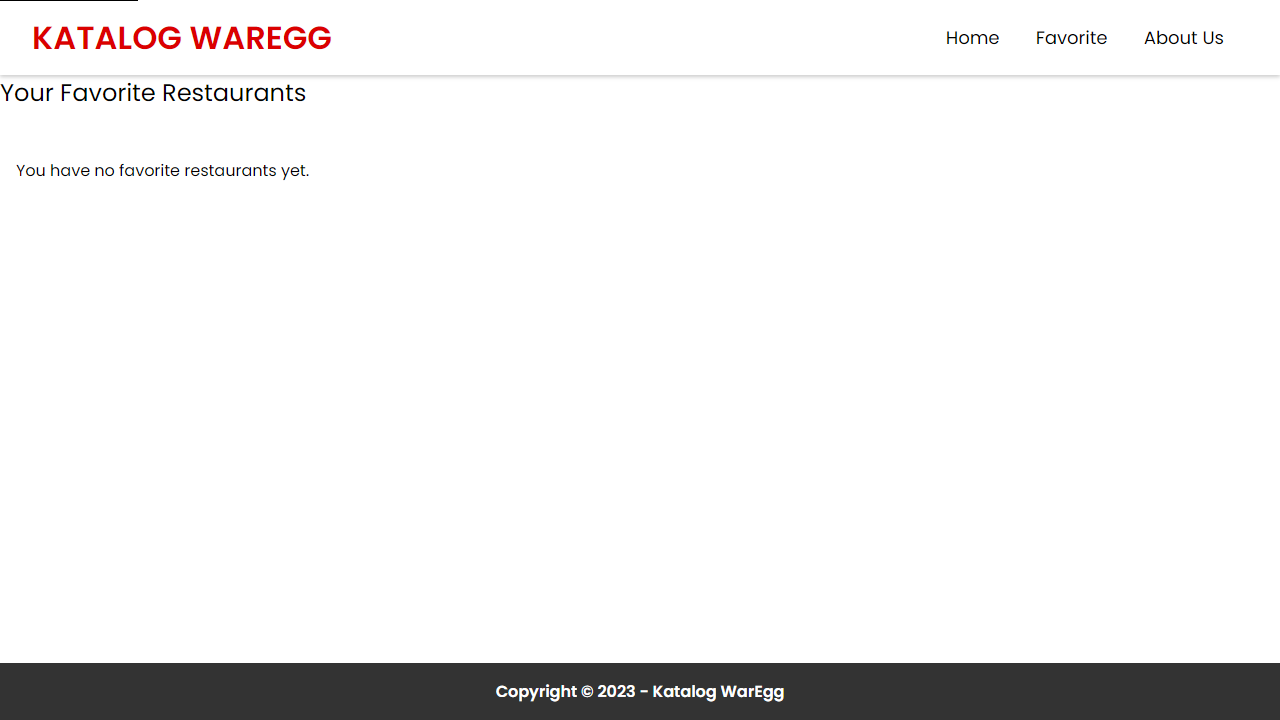 KATALOG WAREGG
Home Favorite About Us
Your Favorite Restaurants
You have no favorite restaurants yet.
Copyright © 2023 - Katalog WarEgg